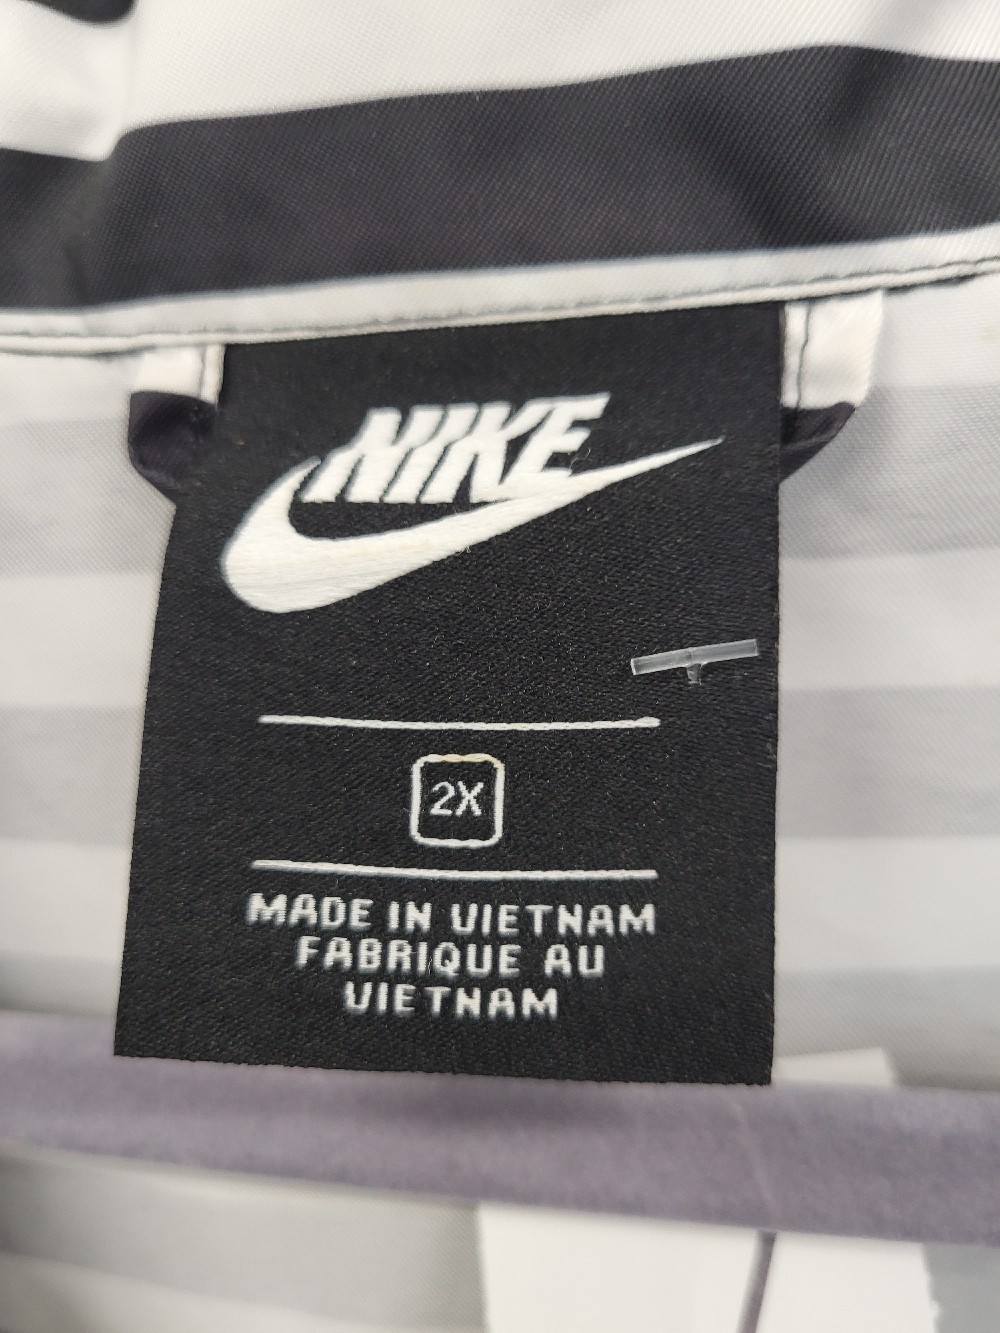 NIKE
2X
MADE IN VIETNAM
FABRIQUE AU
VIETNAM